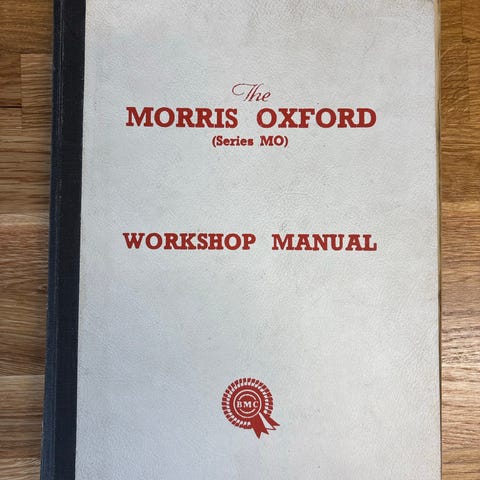 The
MORRIS OXFORD
(Series MO)
WORKSHOP MANUAL
BMC